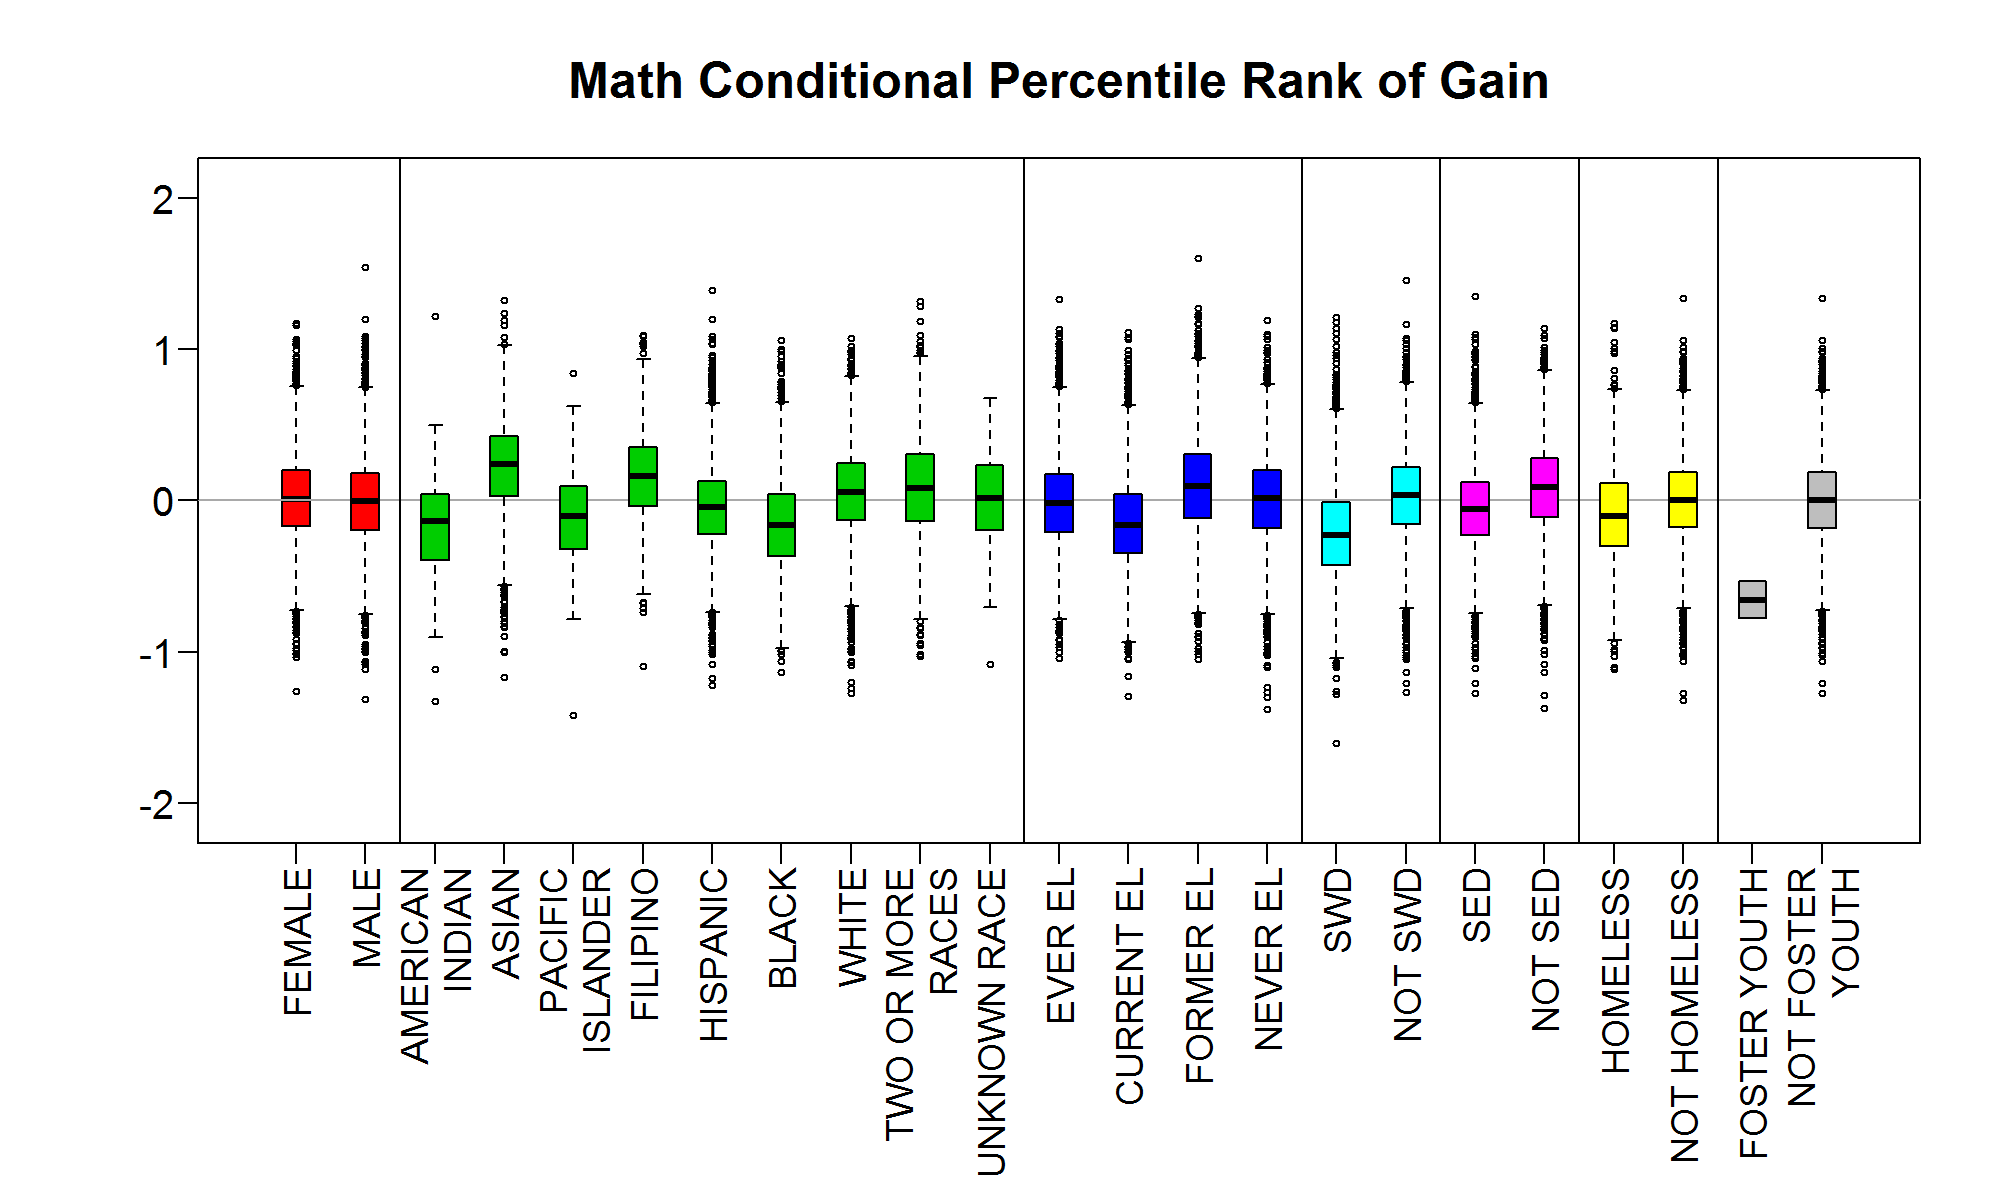 Math Conditional Percentile Rank of Gain
2
1
0
-1
-2
FEMALE
MALE
AMERICAN
INDIAN
ASIAN
PACIFIC
ISLANDER
FILIPINO
HISPANIC
BLACK
WHITE
TWO OR MORE
RACES
UNKNOWN RACE
EVER EL
CURRENT EL
FORMER EL
NEVER EL
SWD
NOT SWD
SED
NOT SED
HOMELESS
NOT HOMELESS
FOSTER YOUTH
NOT FOSTER
YOUTH